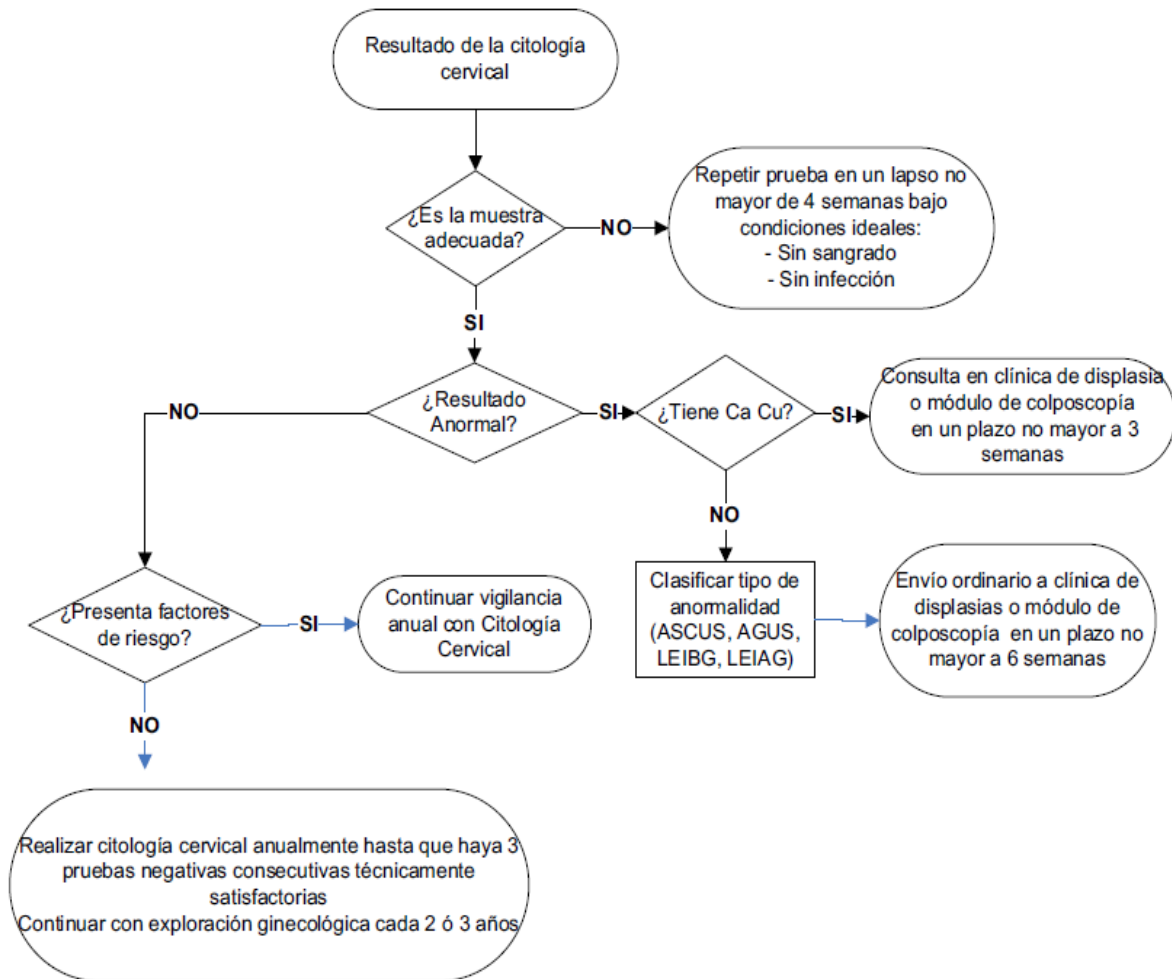 Resultado de la citología
cervical
¿Es la muestra
adecuada?
NO
Repetir prueba en un lapso no
mayor de 4 semanas bajo
condiciones ideales:
- Sin sangrado
- Sin infección
SI
¿Resultado
Anormal?
NO
SI
¿Tiene Ca Cu?
SI
Consulta en clínica de displasia
o módulo de colposcopía
en un plazo no mayor a 3
semanas
NO
Clasificar tipo de
anormalidad
(ASCUS, AGUS,
LEIBG, LEIAG)
Envío ordinario a clínica de
displasias o módulo de
colposcopía en un plazo no
mayor a 6 semanas
¿Presenta factores
de riesgo?
SI
Continuar vigilancia
anual con Citología
Cervical
NO
Realizar citología cervical anualmente hasta que haya 3
pruebas negativas consecutivas técnicamente
satisfactorias
Continuar con exploración ginecológica cada 2 ó 3 años